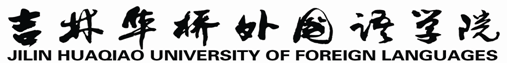 吉林华桥外国语学院
JILIN HUAQIAO UNIVERSITY OF FOREIGN LANGUAGES